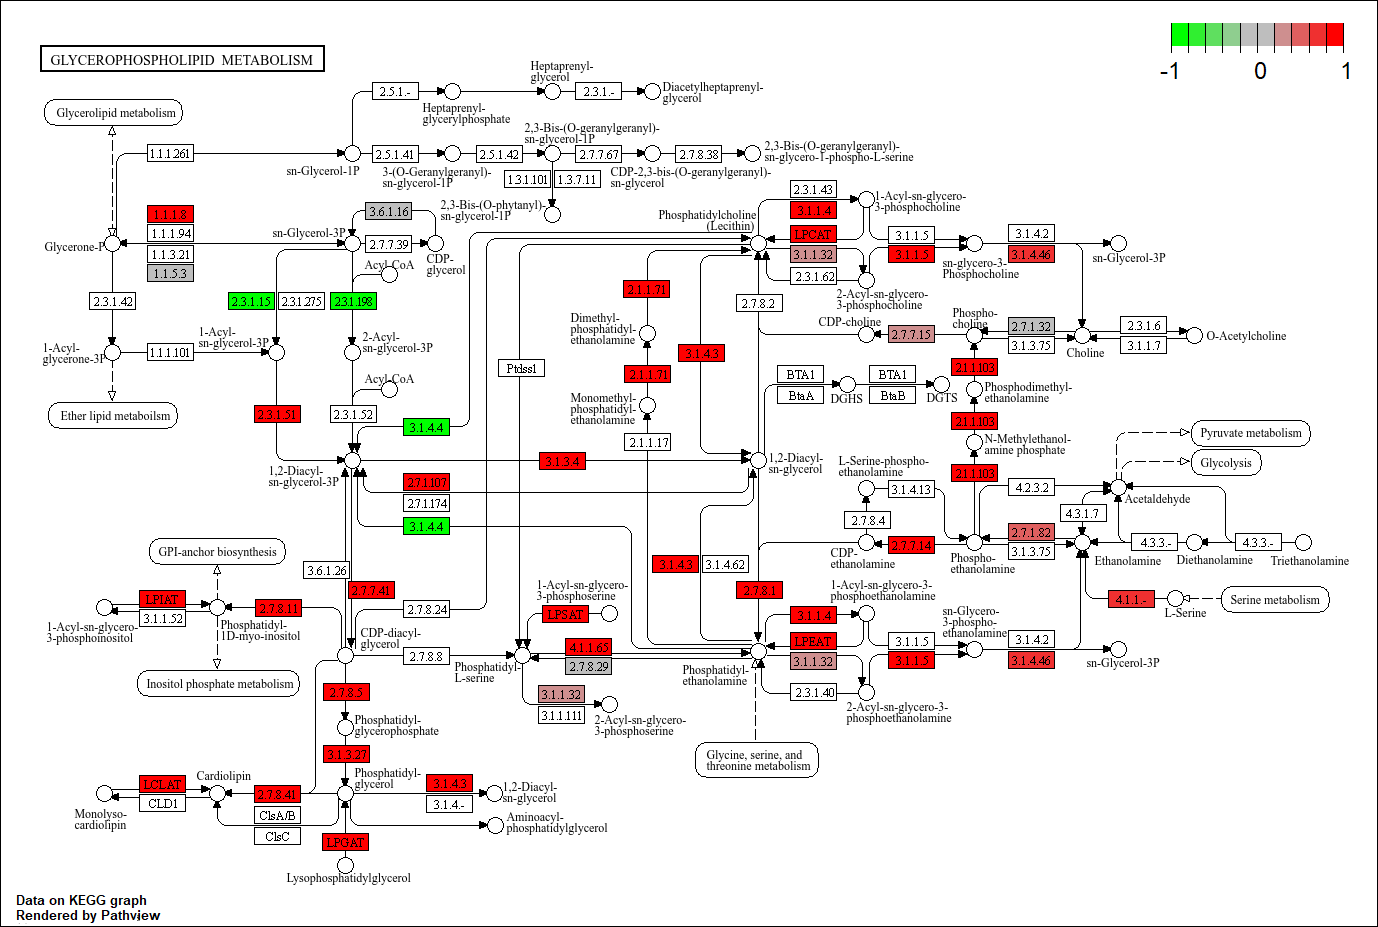 GLYCEROPHOSPHOLIPID METABOLISM
-1 0 1
Heptaprenyl-
glycerol
2.5.1.-
2.3.1.-
Diacetylheptaprenyl-
glycerol
Heptaprenyl-
glycerylphosphate
Glycerolipid metabolism
2,3-Bis-(O-geranylgeranyl)-
sn-glycerol-1P
1.1.1.261
2.5.1.41
2.5.1.42
2.7.7.67
2.7.8.38
2,3-Bis-(O-geranylgeranyl)-
sn-glycero-1-phospho-L-serine
sn-Glycerol-1P
3-(O-Geranylgeranyl)-
sn-glycerol-1P
1.3.1.101
1.3.7.11
CDP-2,3-bis-(O-geranylgeranyl)-
sn-glycerol
2,3-Bis-(O-phytanyl)-
sn-glycerol-1P
1.1.1.8
1.1.1.94
1.1.3.21
1.1.5.3
Glycerone-P
sn-Glycerol-3P
3.6.1.16
2.7.7.39
CDP-
glycerol
Phosphatidylcholine
(Lecithin)
2.3.1.43
3.1.1.4
LPCAT
3.1.1.32
2.3.1.62
1-Acyl-sn-glycero-
3-phosphocholine
3.1.1.5
3.1.1.5
sn-glycero-3-
Phosphocholine
3.1.4.2
3.1.4.46
sn-Glycerol-3P
Acyl-CoA
2.3.1.42
2.3.1.15
2.3.1.275
2.3.1.198
2.1.1.71
2.7.8.2
2-Acyl-sn-glycero-
3-phosphocholine
Dimethyl-
phosphatidyl-
ethanolamine
CDP-choline
2.7.7.15
Phospho-
choline
2.7.1.32
3.1.3.75
Choline
2.3.1.6
3.1.1.7
O-Acetylcholine
1-Acyl-
glycerone-3P
1.1.1.101
1-Acyl-
sn-glycerol-3P
2-Acyl-
sn-glycerol-3P
Ptdss1
2.1.1.71
3.1.4.3
2.1.1.103
Acyl-CoA
BTA1
BtaA
DGHS
BTA1
BtaB
DGTS
Phosphodimethyl-
ethanolamine
Ether lipid metaboilsm
2.3.1.51
2.3.1.52
3.1.4.4
Monomethyl-
phosphatidyl-
ethanolamine
2.1.1.17
2.1.1.103
N-Methylethanol-
amine phosphate
Pyruvate metabolism
Glycolysis
1,2-Diacyl-
sn-glycerol-3P
3.1.3.4
1,2-Diacyl-
sn-glycerol
L-Serine-phospho-
ethanolamine
2.1.1.103
2.7.1.107
2.7.1.174
3.1.4.4
3.1.4.13
4.2.3.2
Acetaldehyde
2.7.8.4
4.3.1.7
GPI-anchor biosynthesis
CDP-
ethanolamine
2.7.7.14
Phospho-
ethanolamine
2.7.1.82
3.1.3.75
Ethanolamine
4.3.3.-
Diethanolamine
4.3.3.-
Triethanolamine
3.6.1.26
2.7.7.41
3.1.4.3
3.1.4.62
2.7.8.1
LPIAT
3.1.1.52
2.7.8.11
2.7.8.24
1-Acyl-sn-glycero-
3-phosphoserine
LPSAT
1-Acyl-sn-glycero-3-
phosphoethanolamine
4.1.1.-
L-Serine
Serine metabolism
1-Acyl-sn-glycero-
3-phosphoinositol
Phosphatidyl-
1D-myo-inositol
CDP-diacyl-
glycerol
3.1.1.4
LPEAT
3.1.1.32
2.3.1.40
sn-Glycero-
3-phospho-
ethanolamine
3.1.1.5
3.1.1.5
3.1.4.2
3.1.4.46
sn-Glycerol-3P
2.7.8.8
Phosphatidyl-
L-serine
4.1.1.65
2.7.8.29
Phosphatidyl-
ethanolamine
Inositol phosphate metabolism
2.7.8.5
3.1.1.32
3.1.1.111
2-Acyl-sn-glycero-
3-phosphoserine
2-Acyl-sn-glycero-3-
phosphoethanolamine
Phosphatidyl-
glycerophosphate
3.1.3.27
Glycine, serine, and
threonine metabolism
LCLAT
CLD1
Cardiolipin
2.7.8.41
ClsA/B
ClsC
Phosphatidyl-
glycerol
3.1.4.3
3.1.4.-
1,2-Diacyl-
sn-glycerol
Monolyso-
cardiolipin
Aminoacyl-
phosphatidylglycerol
LPGAT
Lysophosphatidylglycerol
Data on KEGG graph
Rendered by Pathview